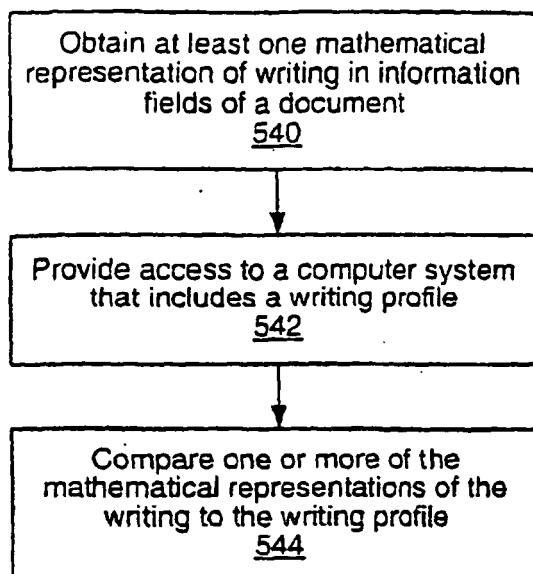 Obtain at least one mathematical
representation of writing in information
fields of a document
540
Provide access to a computer system
that includes a writing profile
542
Compare one or more of the
mathematical representations of the
writing to the writing profile
544